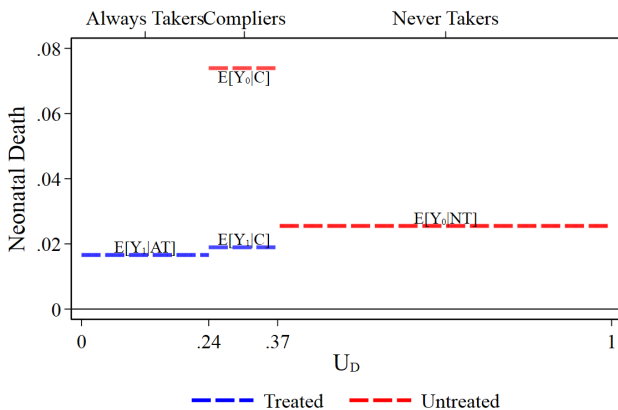 Always Takers Compliers Never Takers
.08
E[Y₀|C]
.06
Neonatal Death
.04
E[Y₀|NT]
E[Y₁|C]
.02
E[Y₁|AT]
0
0 .24 .37 1
U_D
Treated Untreated